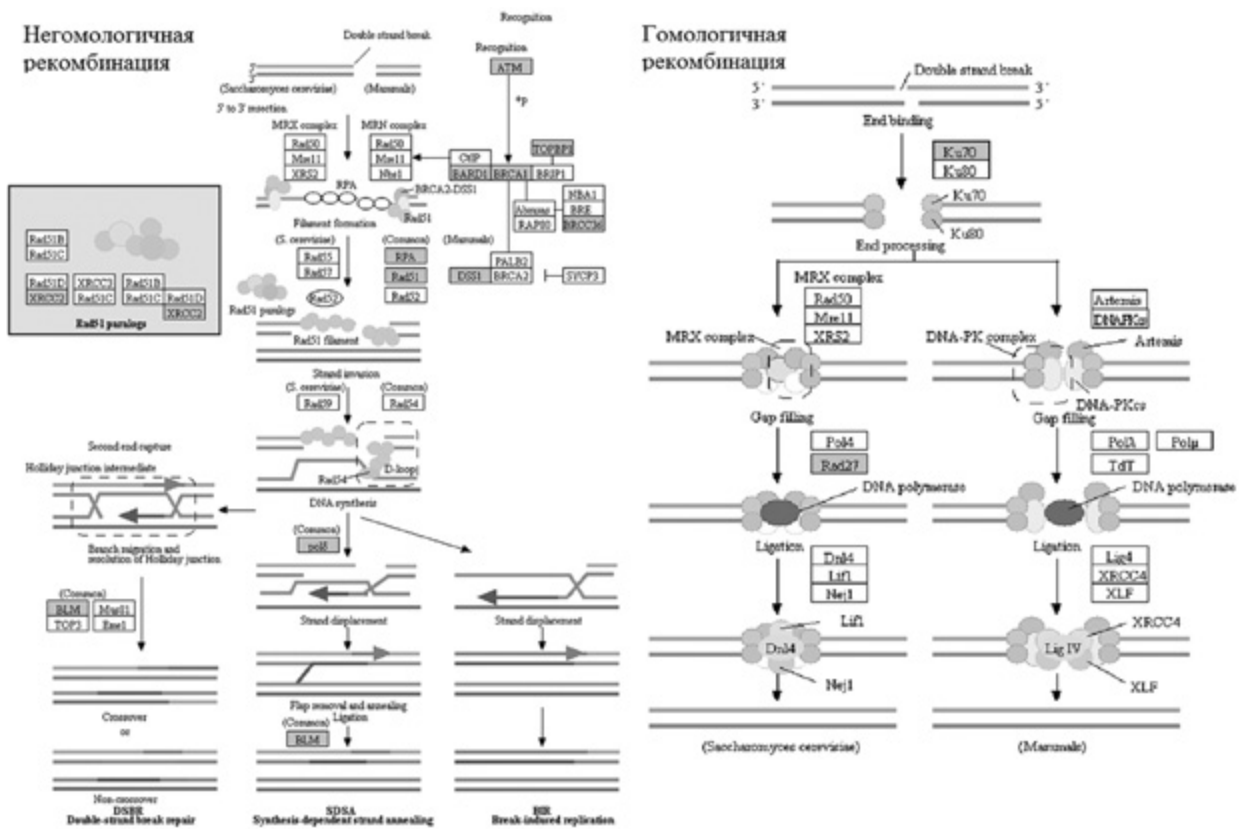 Негомологичная
рекомбинация
Recognition
Double strand break
Recognition
ATM
5'
3'
(Saccharomyces cerevisiae)
(Mammals)
+p
5' to 3' resection
MRX complex
MRN complex
Rad50
Mre11
XRS2
Rad50
Mre11
Nbs1
CtIP
TOPBP1
BARD1
BRCA1
BRIP1
RPA
BRCA2-DSS1
Rad51
Abraxas
RAP80
NBA1
BRE
BRCC36
Filament formation
(S. cerevisiae)
(Common)
(Mammals)
Rad55
Rad57
RPA
Rad51
Rad52
PALB2
DSS1
BRCA2
SYCP3
Rad52
Rad51 paralogs
Rad51B
Rad51C
Rad51D
XRCC2
XRCC3
Rad51C
Rad51B
Rad51C
Rad51D
XRCC2
Rad51 paralogs
Rad51 filament
Strand invasion
(S. cerevisiae)
(Common)
Rad59
Rad54
Second end capture
Holliday junction intermediate
Rad54
D-loop
DNA synthesis
(Common)
polδ
Branch migration and
resolution of Holliday junction
(Common)
BLM
TOP3
Mus81
Eme1
Strand displacement
Strand displacement
Flap removal and annealing
Ligation
(Common)
BLM
Crossover
or
Non-crossover
DSBR
Double-strand break repair
SDSA
Synthesis-dependent strand annealing
BIR
Break-induced replication
Гомологичная
рекомбинация
Double strand break
5'
3'
3'
5'
End binding
Ku70
Ku80
Ku70
Ku80
End processing
MRX complex
Rad50
Mre11
XRS2
Artemis
DNAPKcs
MRX complex
DNA-PK complex
Artemis
DNA-PKcs
Gap filling
Gap filling
Pol4
Rad27
Polλ
Polμ
TdT
DNA polymerase
DNA polymerase
Ligation
Ligation
Dnl4
Lif1
Nej1
Lig4
XRCC4
XLF
Lif1
Dnl4
Nej1
XRCC4
Lig IV
XLF
(Saccharomyces cerevisiae)
(Mammals)